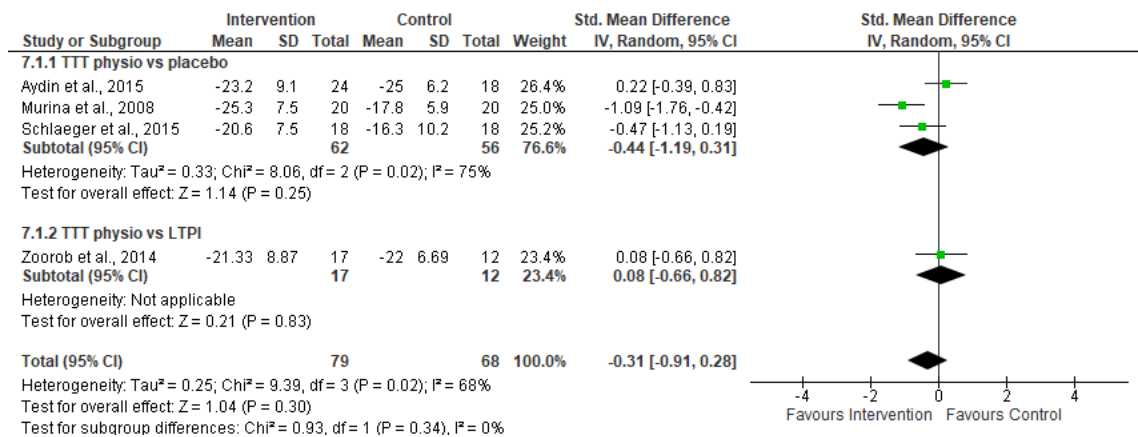 Intervention Control Std. Mean Difference Std. Mean Difference
Study or Subgroup Mean SD Total Mean SD Total Weight IV, Random, 95% CI IV, Random, 95% CI
7.1.1 TTT physio vs placebo
Aydin et al., 2015 -23.2 9.1 24 -25 6.2 18 26.4% 0.22 [-0.39, 0.83]
Murina et al., 2008 -25.3 7.5 20 -17.8 5.9 20 25.0% -1.09 [-1.76, -0.42]
Schlaeger et al., 2015 -20.6 7.5 18 -16.3 10.2 18 25.2% -0.47 [-1.13, 0.19]
Subtotal (95% CI) 62 56 76.6% -0.44 [-1.19, 0.31]
Heterogeneity: Tau² = 0.33; Chi² = 8.06, df = 2 (P = 0.02); I² = 75%
Test for overall effect: Z = 1.14 (P = 0.25)
7.1.2 TTT physio vs LTPI
Zoorob et al., 2014 -21.33 8.87 17 -22 6.69 12 23.4% 0.08 [-0.66, 0.82]
Subtotal (95% CI) 17 12 23.4% 0.08 [-0.66, 0.82]
Heterogeneity: Not applicable
Test for overall effect: Z = 0.21 (P = 0.83)
Total (95% CI) 79 68 100.0% -0.31 [-0.91, 0.28]
Heterogeneity: Tau² = 0.25; Chi² = 9.39, df = 3 (P = 0.02); I² = 68%
Test for overall effect: Z = 1.04 (P = 0.30)
Test for subgroup differences: Chi² = 0.93, df = 1 (P = 0.34), I² = 0%
-4 -2 0 2 4
Favours Intervention Favours Control